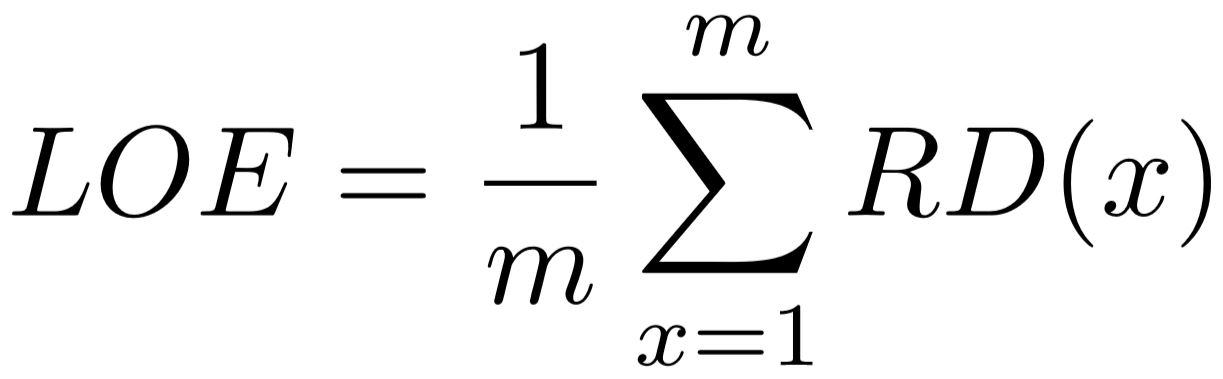 LOE = \frac{1}{m} \sum_{x=1}^{m} RD(x)